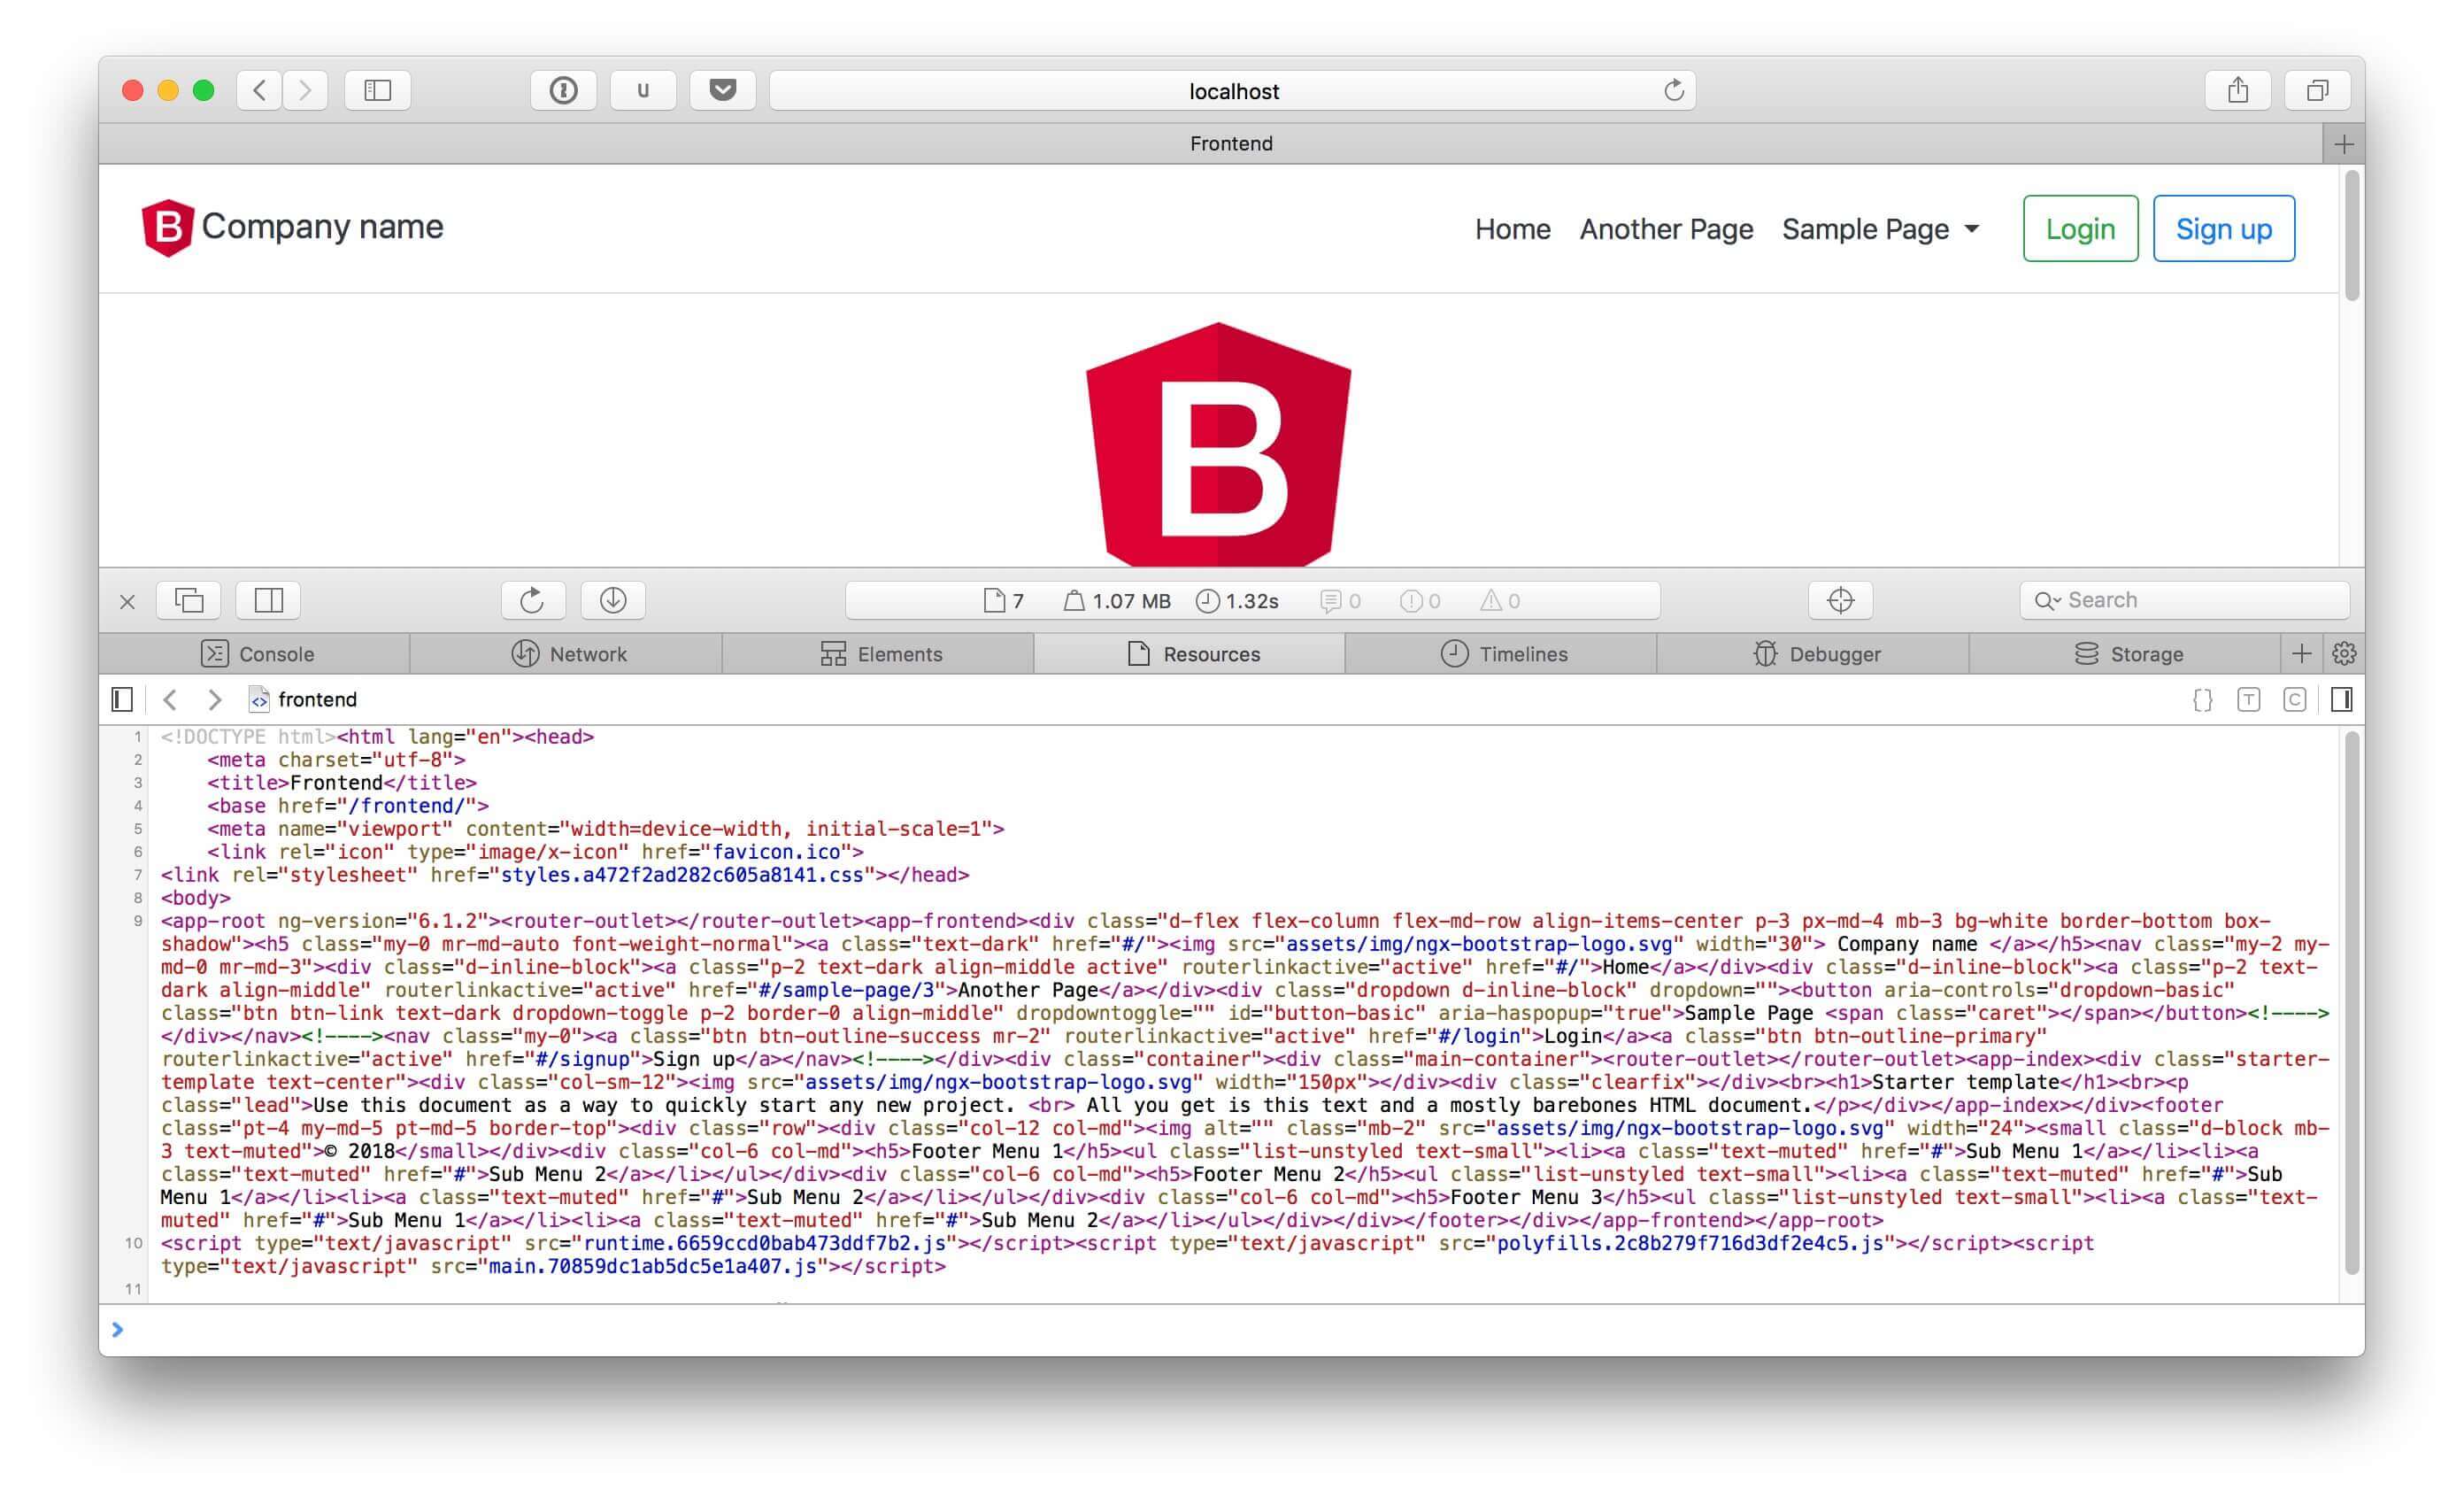 u
localhost
Frontend
B Company name
Home Another Page Sample Page Login Sign up
B
7 1.07 MB 1.32s 0 0 0
Search
Console Network Elements Resources Timelines Debugger Storage
frontend
{} T C
1 <!DOCTYPE html><html lang="en"><head>
2     <meta charset="utf-8">
3     <title>Frontend</title>
4     <base href="/frontend/">
5     <meta name="viewport" content="width=device-width, initial-scale=1">
6     <link rel="icon" type="image/x-icon" href="favicon.ico">
7 <link rel="stylesheet" href="styles.a472f2ad282c605a8141.css"></head>
8 <body>
9 <app-root ng-version="6.1.2"><router-outlet></router-outlet><app-frontend><div class="d-flex flex-column flex-md-row align-items-center p-3 px-md-4 mb-3 bg-white border-bottom box-
shadow"><h5 class="my-0 mr-md-auto font-weight-normal"><a class="text-dark" href="#/"><img src="assets/img/ngx-bootstrap-logo.svg" width="30"> Company name </a></h5><nav class="my-2 my-
md-0 mr-md-3"><div class="d-inline-block"><a class="p-2 text-dark align-middle active" routerlinkactive="active" href="#/">Home</a></div><div class="d-inline-block"><a class="p-2 text-
dark align-middle" routerlinkactive="active" href="#/sample-page/3">Another Page</a></div><div class="dropdown d-inline-block" dropdown=""><button aria-controls="dropdown-basic"
class="btn btn-link text-dark dropdown-toggle p-2 border-0 align-middle" dropdowntoggle="" id="button-basic" aria-haspopup="true">Sample Page <span class="caret"></span></button><!---->
</div></nav><!----><nav class="my-0"><a class="btn btn-outline-success mr-2" routerlinkactive="active" href="#/login">Login</a><a class="btn btn-outline-primary"
routerlinkactive="active" href="#/signup">Sign up</a></nav><!----></div><div class="container"><div class="main-container"><router-outlet></router-outlet><app-index><div class="starter-
template text-center"><div class="col-sm-12"><img src="assets/img/ngx-bootstrap-logo.svg" width="150px"></div><div class="clearfix"></div><br><h1>Starter template</h1><br><p
class="lead">Use this document as a way to quickly start any new project. <br> All you get is this text and a mostly barebones HTML document.</p></div></app-index></div><footer
class="pt-4 my-md-5 pt-md-5 border-top"><div class="row"><div class="col-12 col-md"><img alt="" class="mb-2" src="assets/img/ngx-bootstrap-logo.svg" width="24"><small class="d-block mb-
3 text-muted">© 2018</small></div><div class="col-6 col-md"><h5>Footer Menu 1</h5><ul class="list-unstyled text-small"><li><a class="text-muted" href="#">Sub Menu 1</a></li><li><a
class="text-muted" href="#">Sub Menu 2</a></li></ul></div><div class="col-6 col-md"><h5>Footer Menu 2</h5><ul class="list-unstyled text-small"><li><a class="text-muted" href="#">Sub
Menu 1</a></li><li><a class="text-muted" href="#">Sub Menu 2</a></li></ul></div><div class="col-6 col-md"><h5>Footer Menu 3</h5><ul class="list-unstyled text-small"><li><a class="text-
muted" href="#">Sub Menu 1</a></li><li><a class="text-muted" href="#">Sub Menu 2</a></li></ul></div></div></footer></div></app-frontend></app-root>
10 <script type="text/javascript" src="runtime.6659ccd0bab473ddf7b2.js"></script><script type="text/javascript" src="polyfills.2c8b279f716d3df2e4c5.js"></script><script
type="text/javascript" src="main.70859dc1ab5dc5e1a407.js"></script>
11